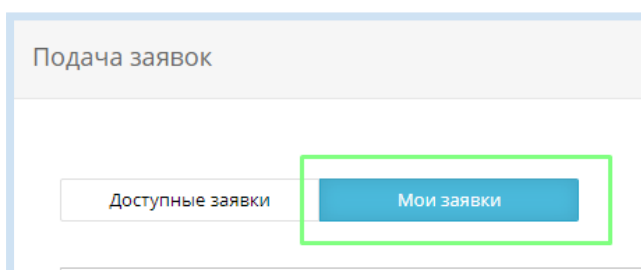 Подача заявок
Доступные заявки
Мои заявки